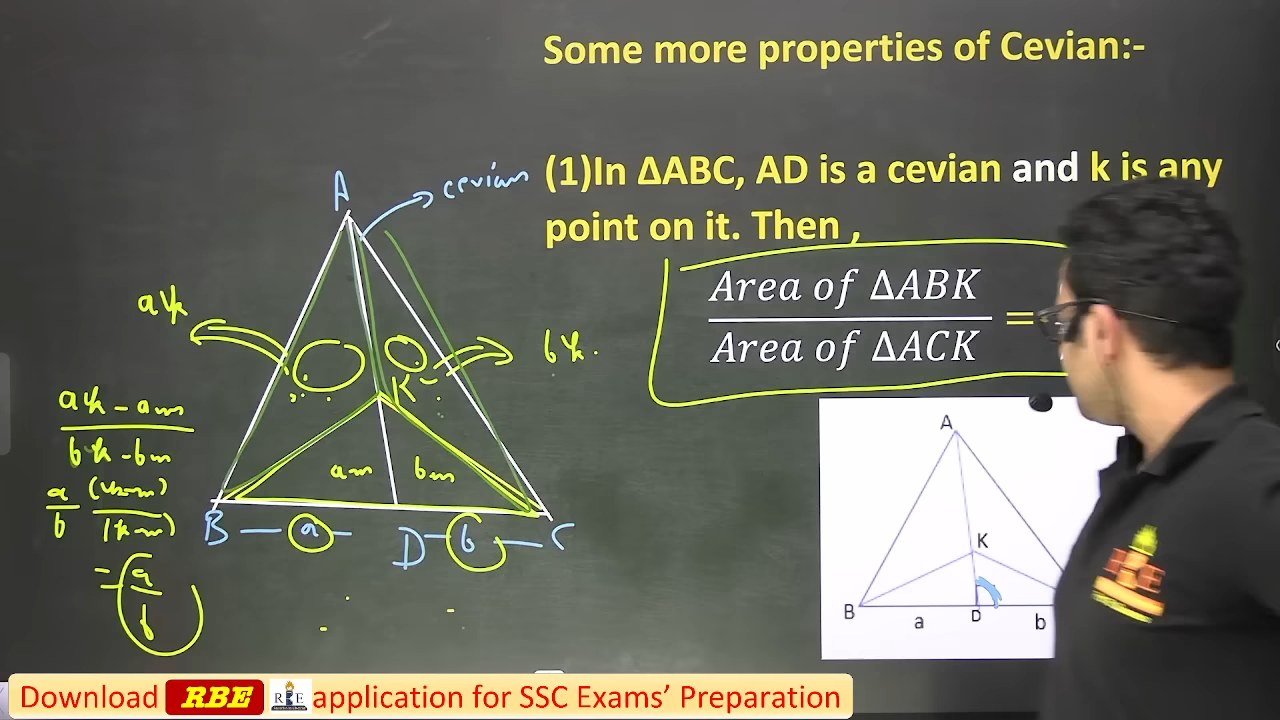 Some more properties of Cevian:-
(1)In ΔABC, AD is a cevian and k is any
point on it. Then ,
Area of ΔABK
Area of ΔACK
=
A
cevian
ak
bk.
K
am
bm
B
a
D
b
C
ak - am
bk - bm
a (k-m)
b (k-m)
= a
b
A
K
B
D
a
b
RBE
Download RBE RBE application for SSC Exams’ Preparation